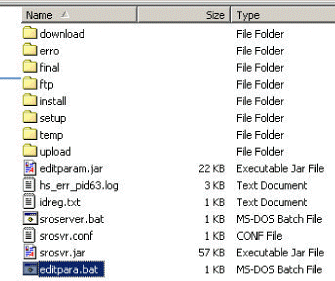 Name Size Type
download File Folder
erro File Folder
final File Folder
ftp File Folder
install File Folder
setup File Folder
temp File Folder
upload File Folder
editparam.jar 22 KB Executable Jar File
hs_err_pid63.log 3 KB Text Document
idreg.txt 1 KB Text Document
sroserver.bat 1 KB MS-DOS Batch File
srosvr.conf 1 KB CONF File
srosvr.jar 57 KB Executable Jar File
editpara.bat 1 KB MS-DOS Batch File